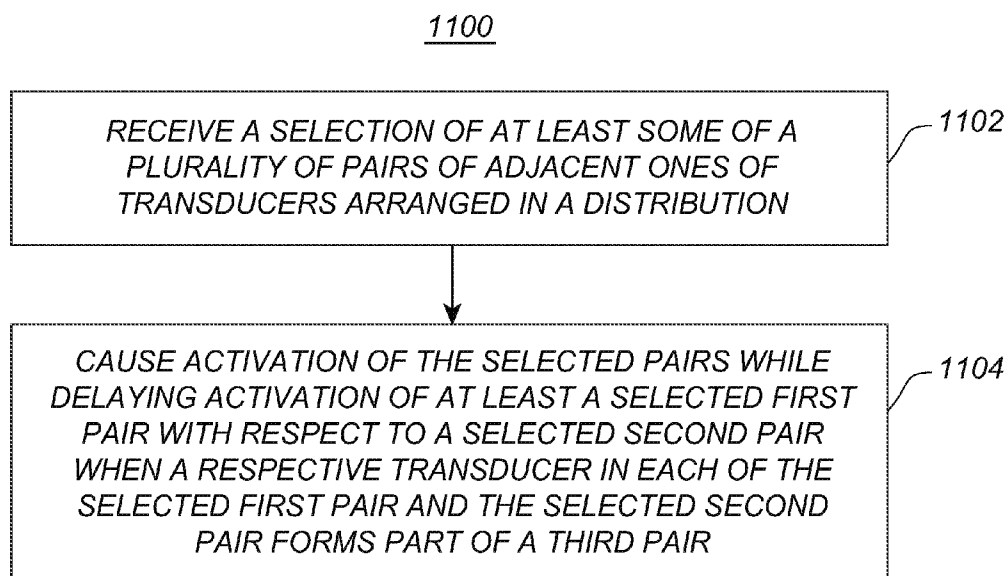 1100
RECEIVE A SELECTION OF AT LEAST SOME OF A
PLURALITY OF PAIRS OF ADJACENT ONES OF
TRANSDUCERS ARRANGED IN A DISTRIBUTION
1102
CAUSE ACTIVATION OF THE SELECTED PAIRS WHILE
DELAYING ACTIVATION OF AT LEAST A SELECTED FIRST
PAIR WITH RESPECT TO A SELECTED SECOND PAIR
WHEN A RESPECTIVE TRANSDUCER IN EACH OF THE
SELECTED FIRST PAIR AND THE SELECTED SECOND
PAIR FORMS PART OF A THIRD PAIR
1104